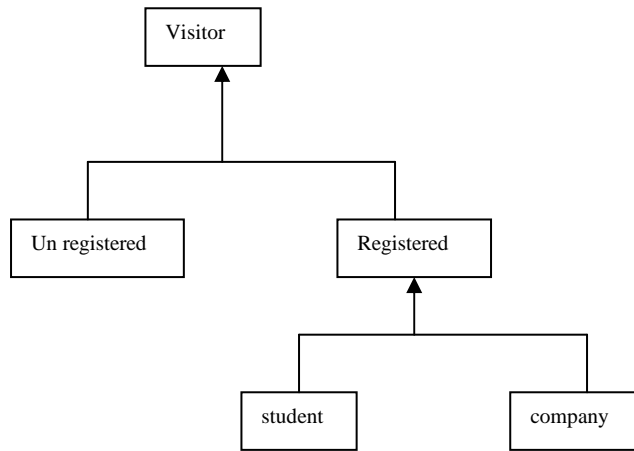 Visitor
Un registered
Registered
student
company